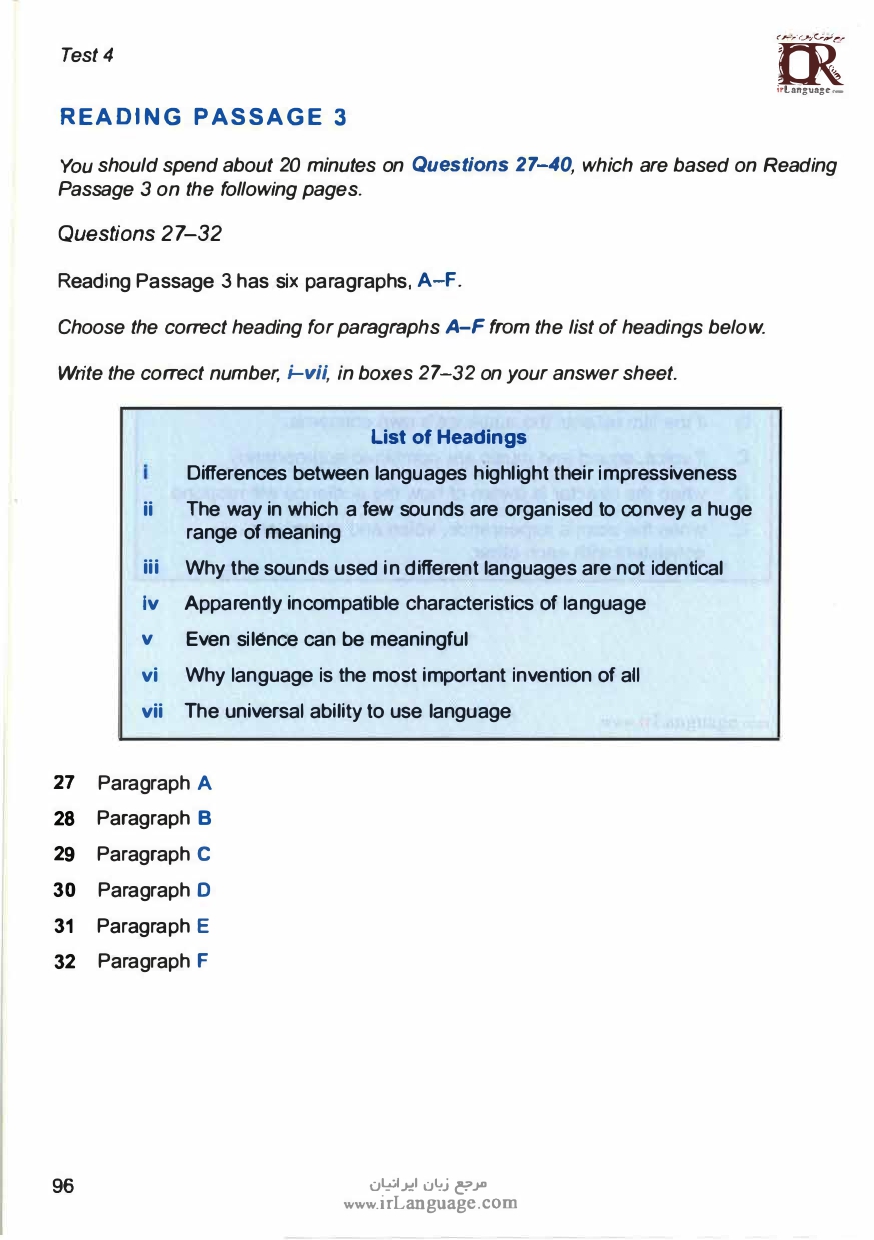 Test 4
irLanguage.com
READING PASSAGE 3
You should spend about 20 minutes on Questions 27–40, which are based on Reading
Passage 3 on the following pages.
Questions 27–32
Reading Passage 3 has six paragraphs, A–F.
Choose the correct heading for paragraphs A–F from the list of headings below.
Write the correct number, i–vii, in boxes 27–32 on your answer sheet.
List of Headings
i Differences between languages highlight their impressiveness
ii The way in which a few sounds are organised to convey a huge
range of meaning
iii Why the sounds used in different languages are not identical
iv Apparently incompatible characteristics of language
v Even silence can be meaningful
vi Why language is the most important invention of all
vii The universal ability to use language
27 Paragraph A
28 Paragraph B
29 Paragraph C
30 Paragraph D
31 Paragraph E
32 Paragraph F
96
مرجع زبان ایرانیان
www.irLanguage.com